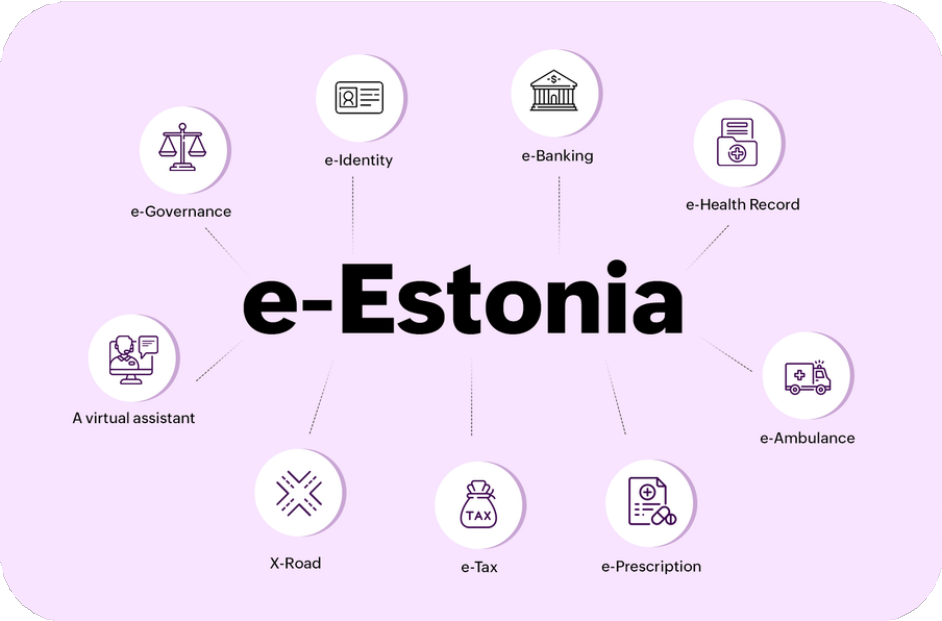 e-Identity
e-Banking
$
e-Governance
e-Health Record
e-Estonia
A virtual assistant
e-Ambulance
TAX
X-Road
e-Tax
e-Prescription